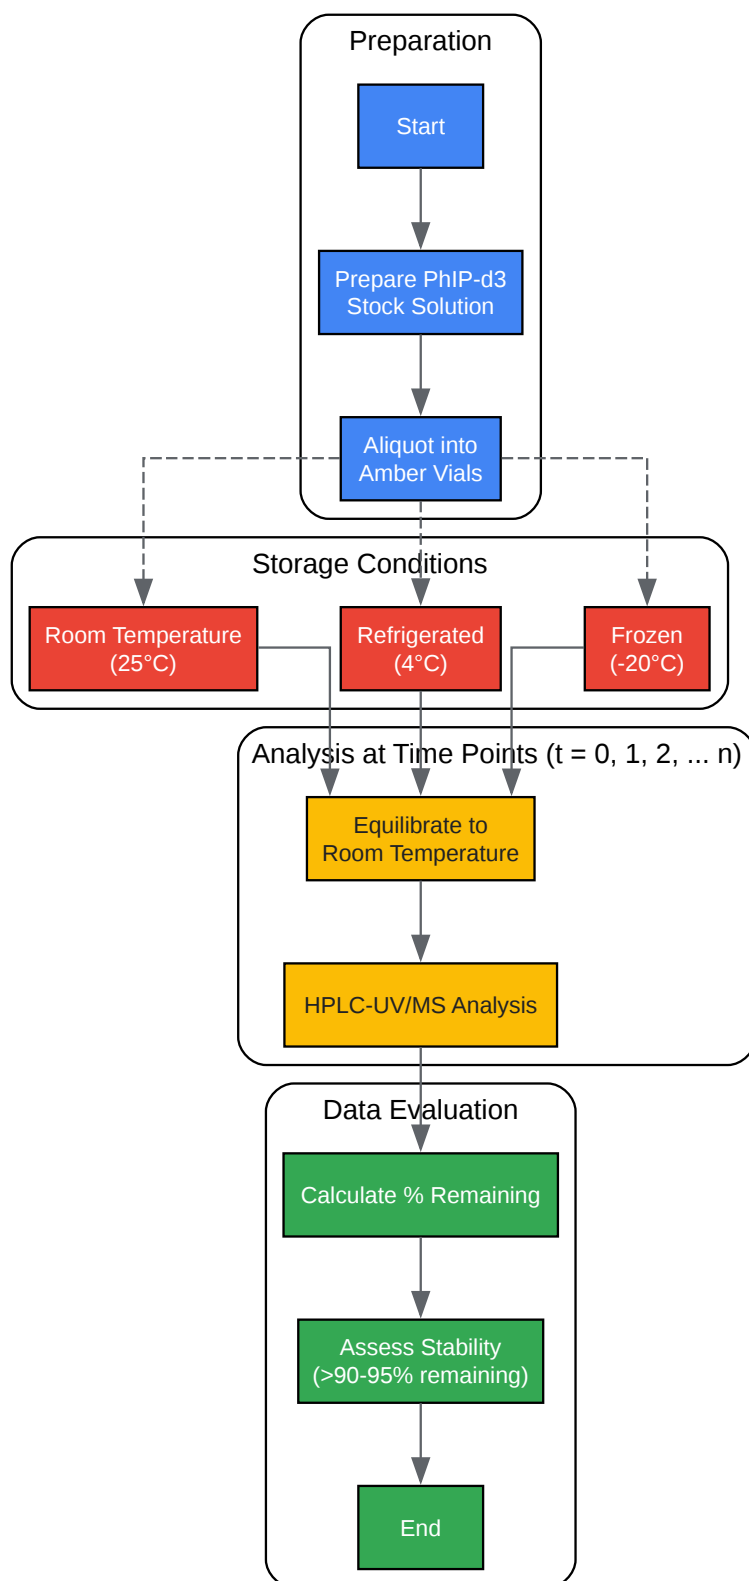 Preparation
Start
Prepare PhIP-d3
Stock Solution
Aliquot into
Amber Vials
Storage Conditions
Room Temperature
(25°C)
Refrigerated
(4°C)
Frozen
(-20°C)
Analysis at Time Points (t = 0, 1, 2, ... n)
Equilibrate to
Room Temperature
HPLC-UV/MS Analysis
Data Evaluation
Calculate % Remaining
Assess Stability
(>90-95% remaining)
End